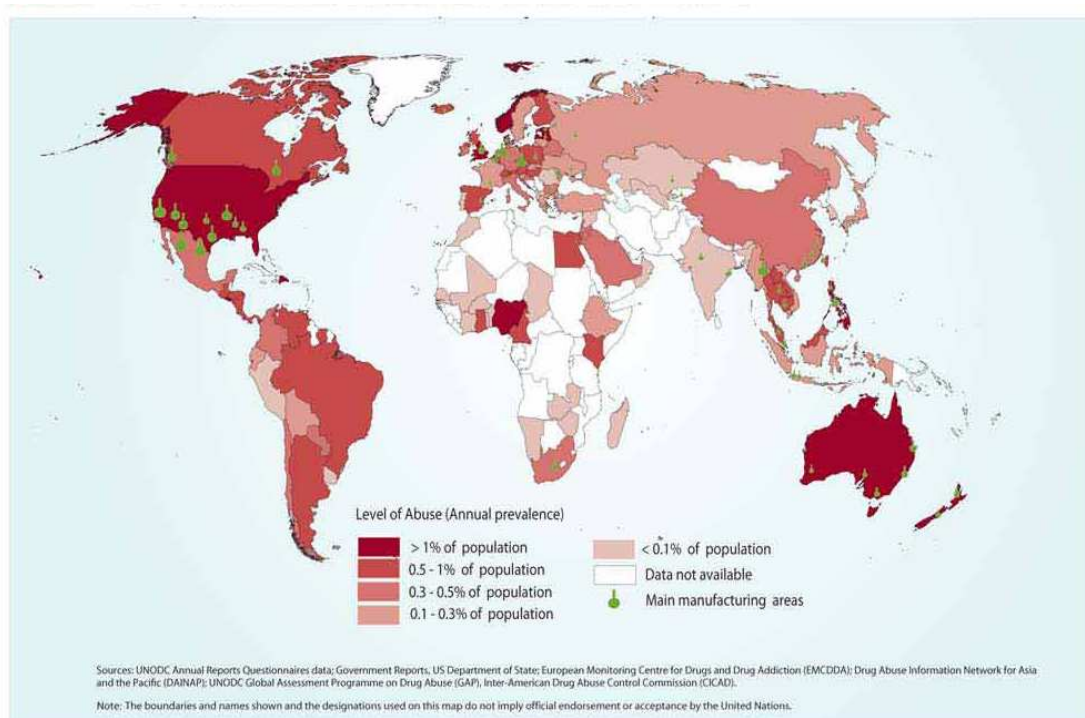 Level of Abuse (Annual prevalence)
> 1% of population
0.5 - 1% of population
0.3 - 0.5% of population
0.1 - 0.3% of population
< 0.1% of population
Data not available
Main manufacturing areas
Sources: UNODC Annual Reports Questionnaires data; Government Reports, US Department of State; European Monitoring Centre for Drugs and Drug Addiction (EMCDDA); Drug Abuse Information Network for Asia
and the Pacific (DAINAP); UNODC Global Assessment Programme on Drug Abuse (GAP), Inter-American Drug Abuse Control Commission (CICAD).
Note: The boundaries and names shown and the designations used on this map do not imply official endorsement or acceptance by the United Nations.